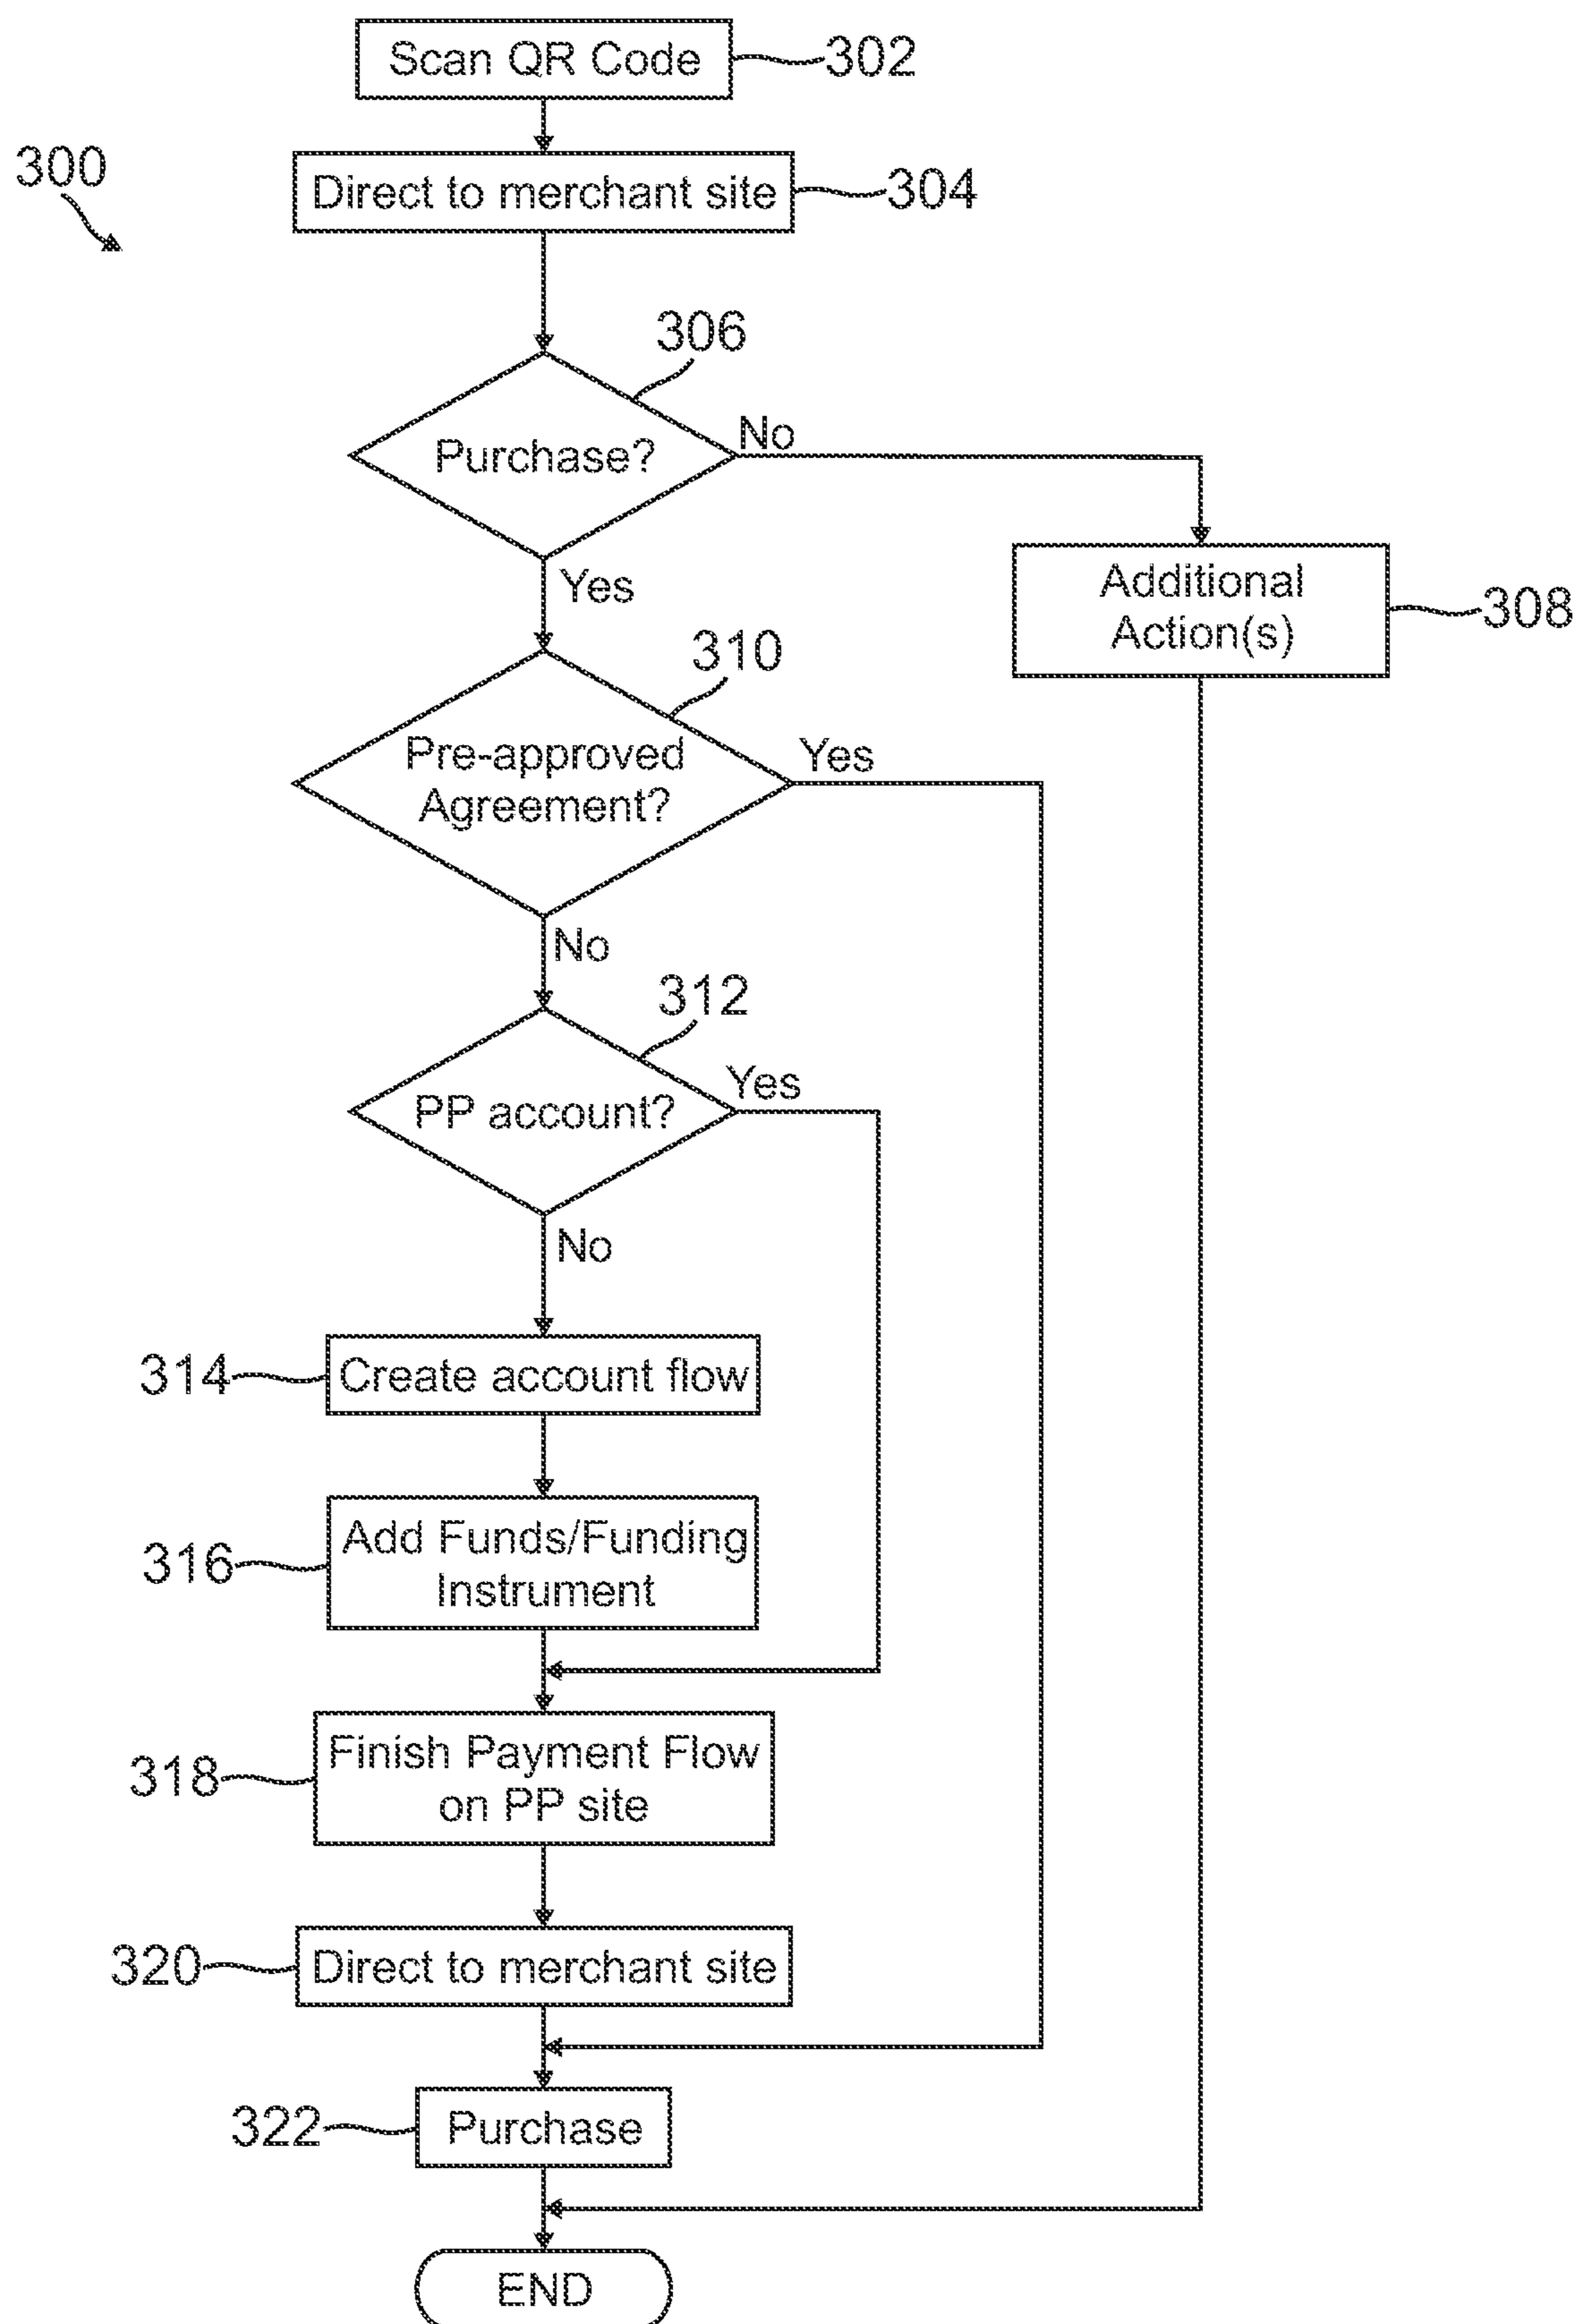 Scan QR Code
302
300
Direct to merchant site
304
306
Purchase?
No
Yes
Additional
Action(s)
308
310
Pre-approved
Agreement?
Yes
No
312
PP account?
Yes
No
314
Create account flow
316
Add Funds/Funding
Instrument
318
Finish Payment Flow
on PP site
320
Direct to merchant site
322
Purchase
END